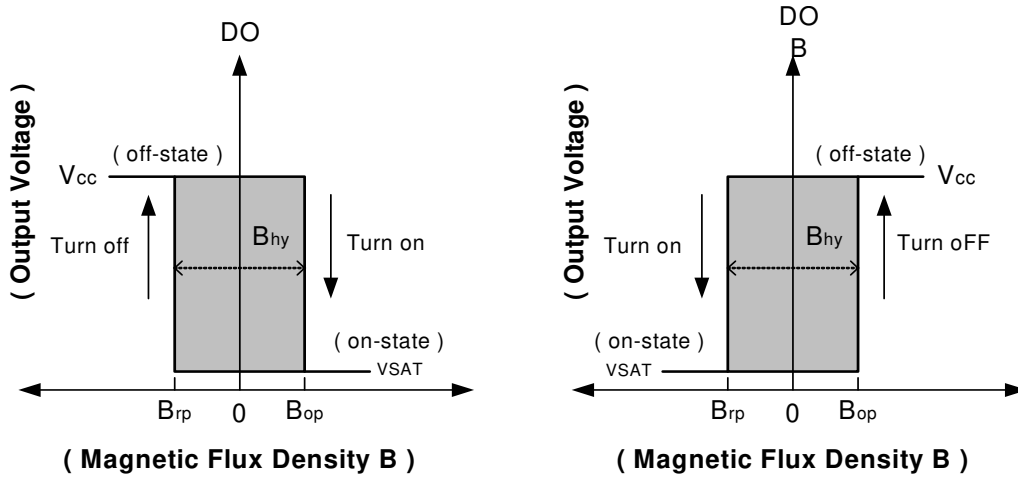 DO
( Output Voltage )
( off-state )
Vcc
Turn off
Bhy
Turn on
( on-state )
VSAT
Brp
0
Bop
( Magnetic Flux Density B )
DO
B
( Output Voltage )
( off-state )
Vcc
Turn on
Bhy
Turn oFF
( on-state )
VSAT
Brp
0
Bop
( Magnetic Flux Density B )